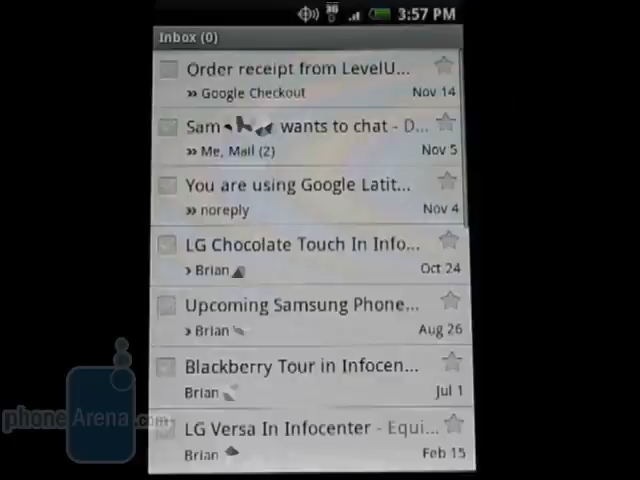 3G
3:57 PM
Inbox (0)
Order receipt from LevelU...
» Google Checkout
Nov 14
Sam wants to chat - D...
» Me, Mail (2)
Nov 5
You are using Google Latit...
» noreply
Nov 4
LG Chocolate Touch In Info...
› Brian
Oct 24
Upcoming Samsung Phone...
› Brian
Aug 26
Blackberry Tour in Infocen...
Brian
Jul 1
LG Versa In Infocenter - Equi...
Brian
Feb 15
phoneArena.com